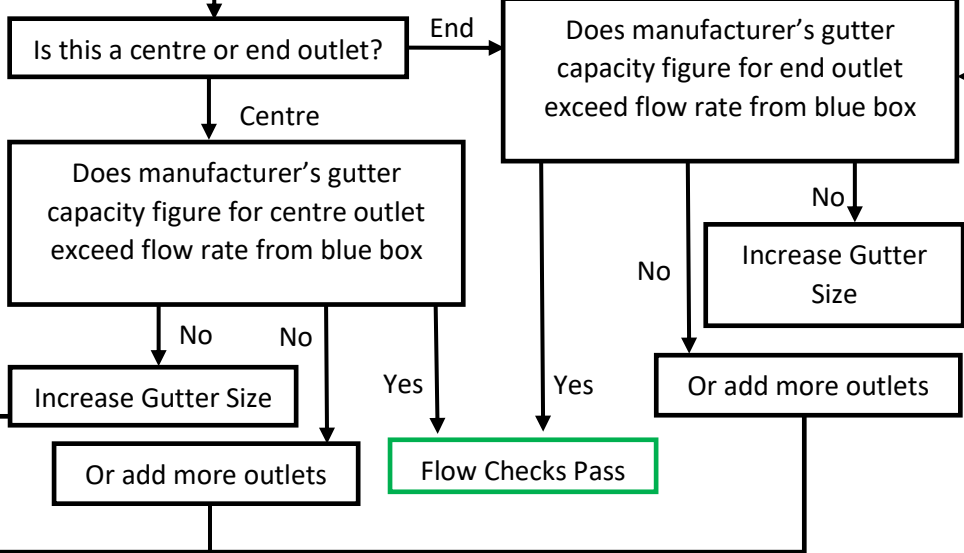 Is this a centre or end outlet?
End
Does manufacturer’s gutter
capacity figure for end outlet
exceed flow rate from blue box
Centre
Does manufacturer’s gutter
capacity figure for centre outlet
exceed flow rate from blue box
No
Increase Gutter
Size
No
No
No
Yes
Yes
Increase Gutter Size
Or add more outlets
Or add more outlets
Flow Checks Pass